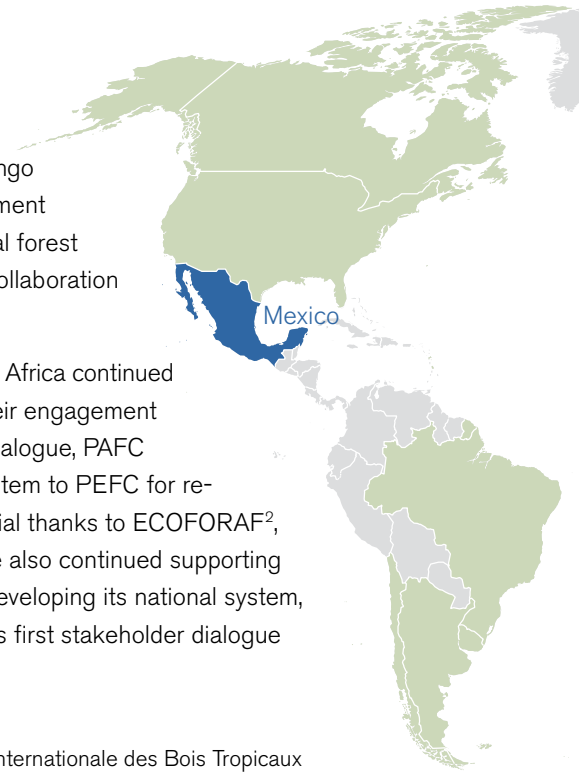 ngo
ment
al forest
ollaboration
Mexico
Africa continued
eir engagement
alogue, PAFC
tem to PEFC for re-
ial thanks to ECOFORAF²,
e also continued supporting
eveloping its national system,
s first stakeholder dialogue
nternationale des Bois Tropicaux